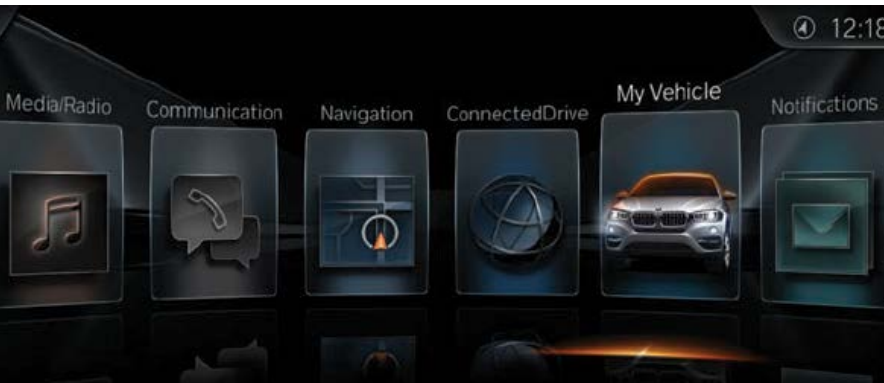 12:18
Media/Radio
Communication
Navigation
ConnectedDrive
My Vehicle
Notifications